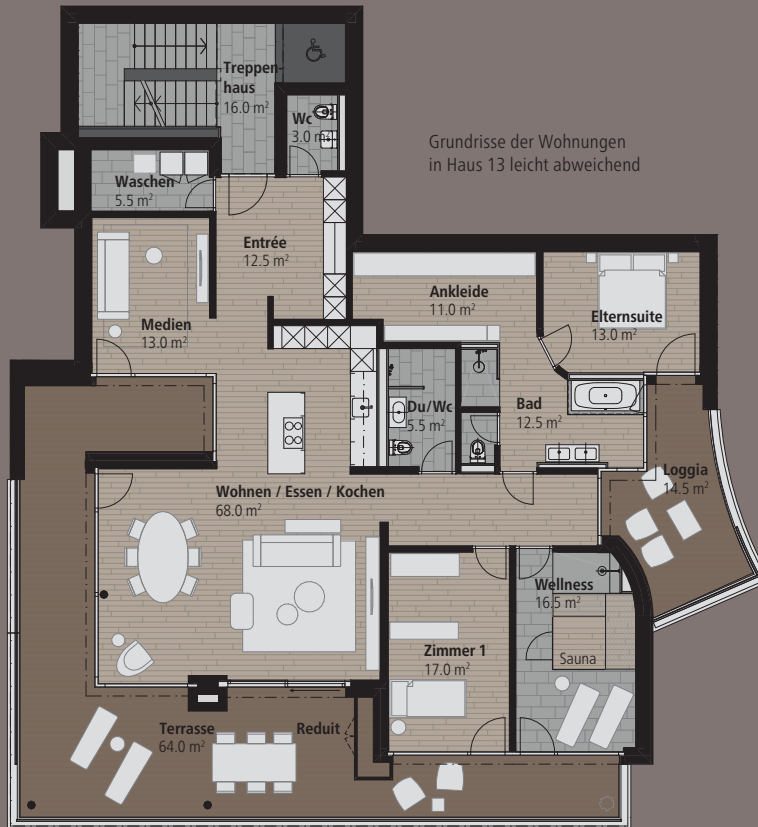 Treppen-
haus
16.0 m²
Wc
3.0 m²
Grundrisse der Wohnungen
in Haus 13 leicht abweichend
Waschen
5.5 m²
Entrée
12.5 m²
Ankleide
11.0 m²
Elternsuite
13.0 m²
Medien
13.0 m²
Du/Wc
5.5 m²
Bad
12.5 m²
Loggia
14.5 m²
Wohnen / Essen / Kochen
68.0 m²
Wellness
16.5 m²
Sauna
Zimmer 1
17.0 m²
Terrasse
64.0 m²
Reduit